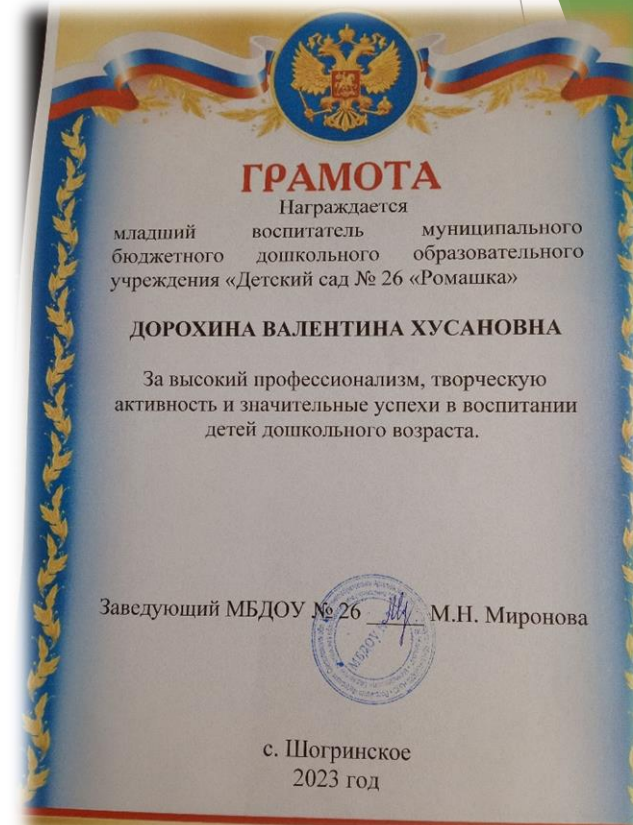 ГРАМОТА
Награждается
младший воспитатель муниципального
бюджетного дошкольного образовательного
учреждения «Детский сад № 26 «Ромашка»
ДОРОХИНА ВАЛЕНТИНА ХУСАНОВНА
За высокий профессионализм, творческую
активность и значительные успехи в воспитании
детей дошкольного возраста.
Заведующий МБДОУ № 26 М.Н. Миронова
МБДОУ
с. Шогринское
2023 год